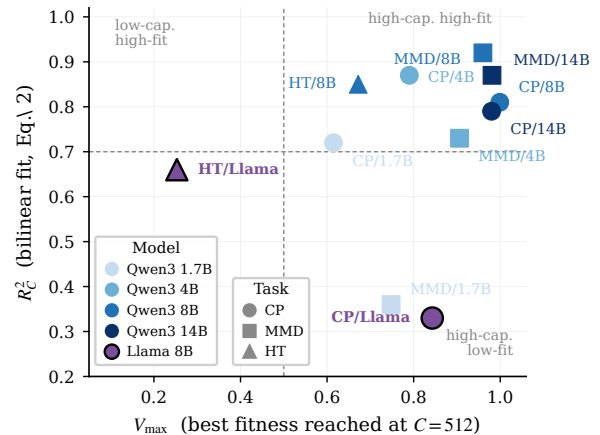 low-cap.
high-fit
high-cap. high-fit
MMD/8B
MMD/14B
CP/4B
HT/8B
CP/8B
CP/14B
CP/1.7B
MMD/4B
HT/Llama
MMD/1.7B
CP/Llama
high-cap.
low-fit
Model
Qwen3 1.7B
Qwen3 4B
Qwen3 8B
Qwen3 14B
Llama 8B
Task
CP
MMD
HT
1.0
0.9
0.8
0.7
0.6
0.5
0.4
0.3
0.2
0.2
0.4
0.6
0.8
1.0
R²_C (bilinear fit, Eq.\ 2)
V_max (best fitness reached at C=512)